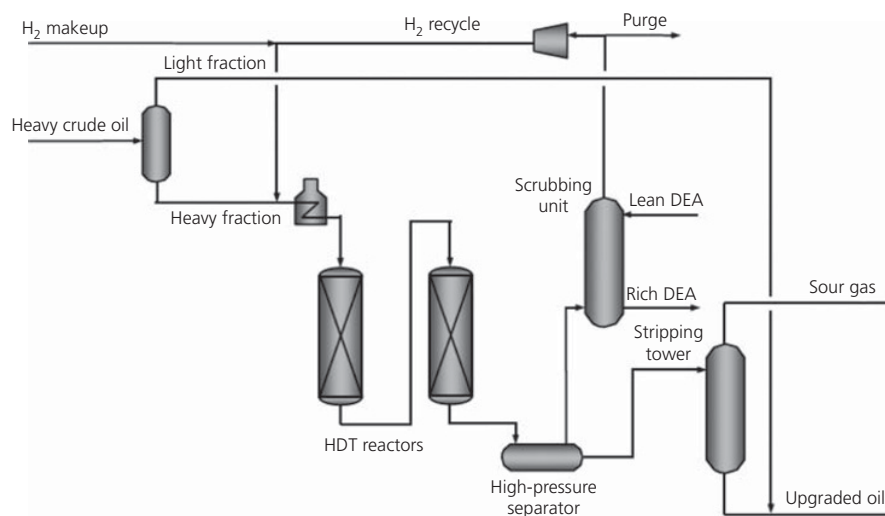 H₂ makeup
H₂ recycle
Purge
Light fraction
Heavy crude oil
Scrubbing
unit
Lean DEA
Heavy fraction
Rich DEA
Sour gas
Stripping
tower
HDT reactors
High-pressure
separator
Upgraded oil